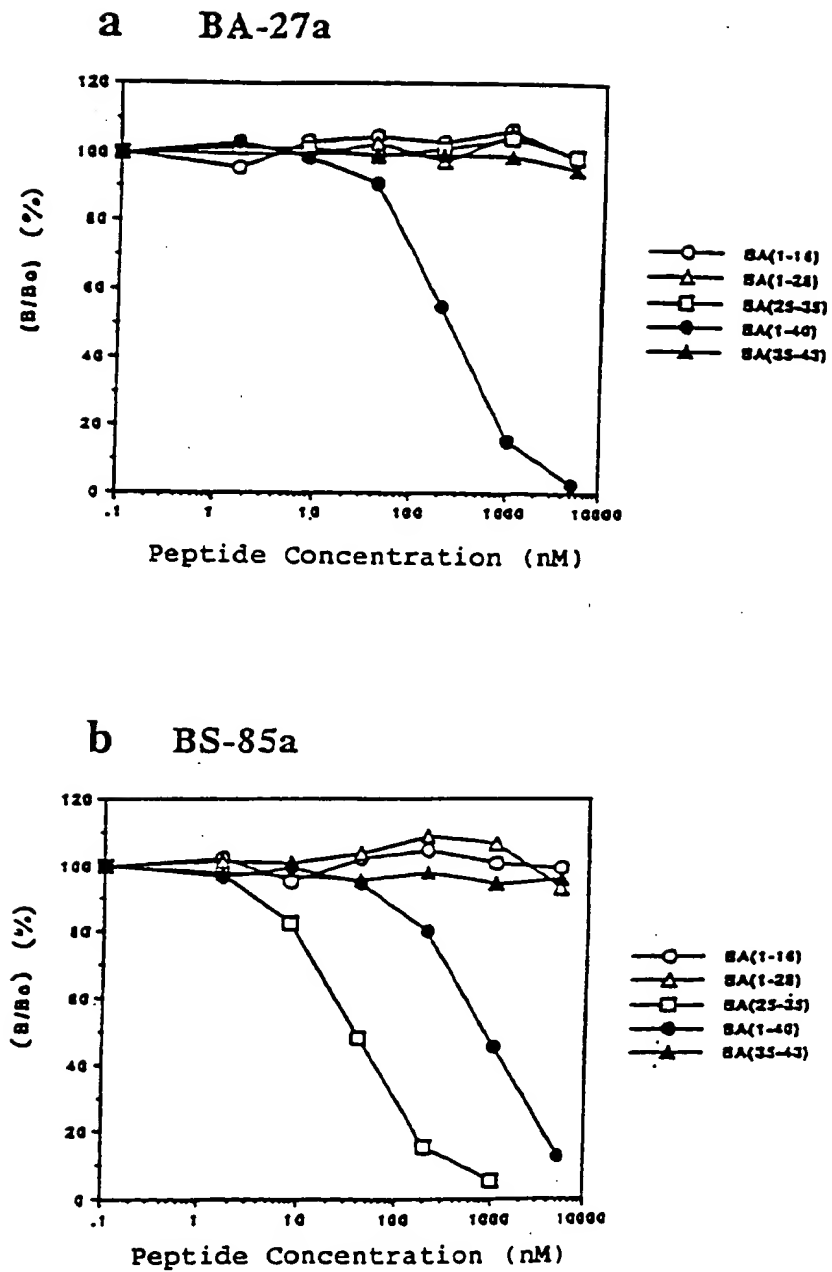 a BA-27a
120
100
80
60
40
20
0
(B/Bo) (%)
.1 1 10 100 1000 10000
Peptide Concentration (nM)
BA(1-16)
BA(1-28)
BA(25-35)
BA(1-40)
BA(35-43)
b BS-85a
120
100
80
60
40
20
0
(B/Bo) (%)
.1 1 10 100 1000 10000
Peptide Concentration (nM)
BA(1-16)
BA(1-28)
BA(25-35)
BA(1-40)
BA(35-43)